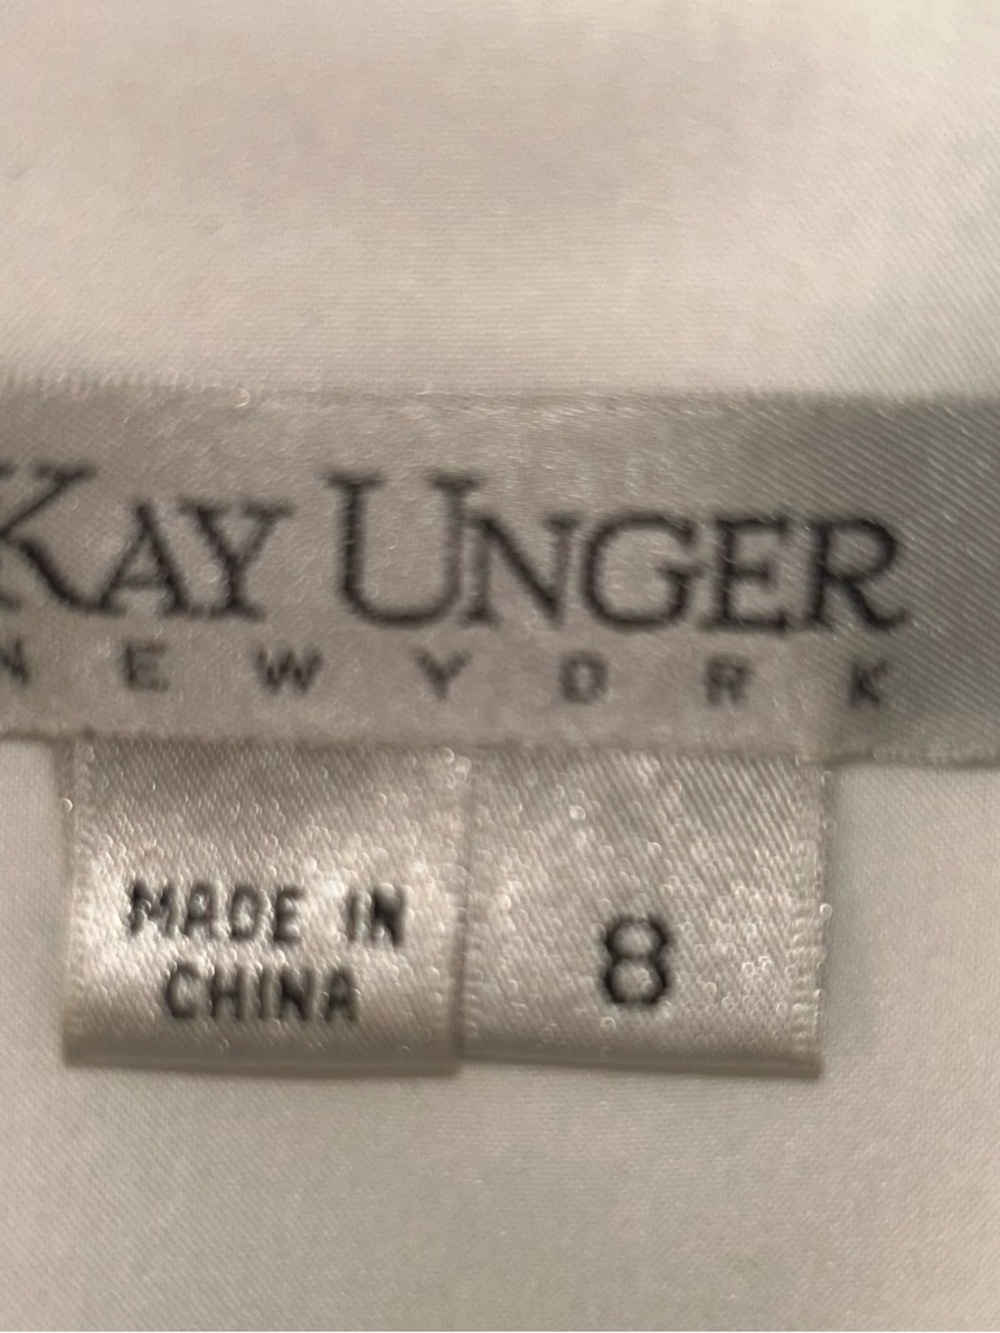 KAY UNGER
NEW YORK
MADE IN
CHINA
8